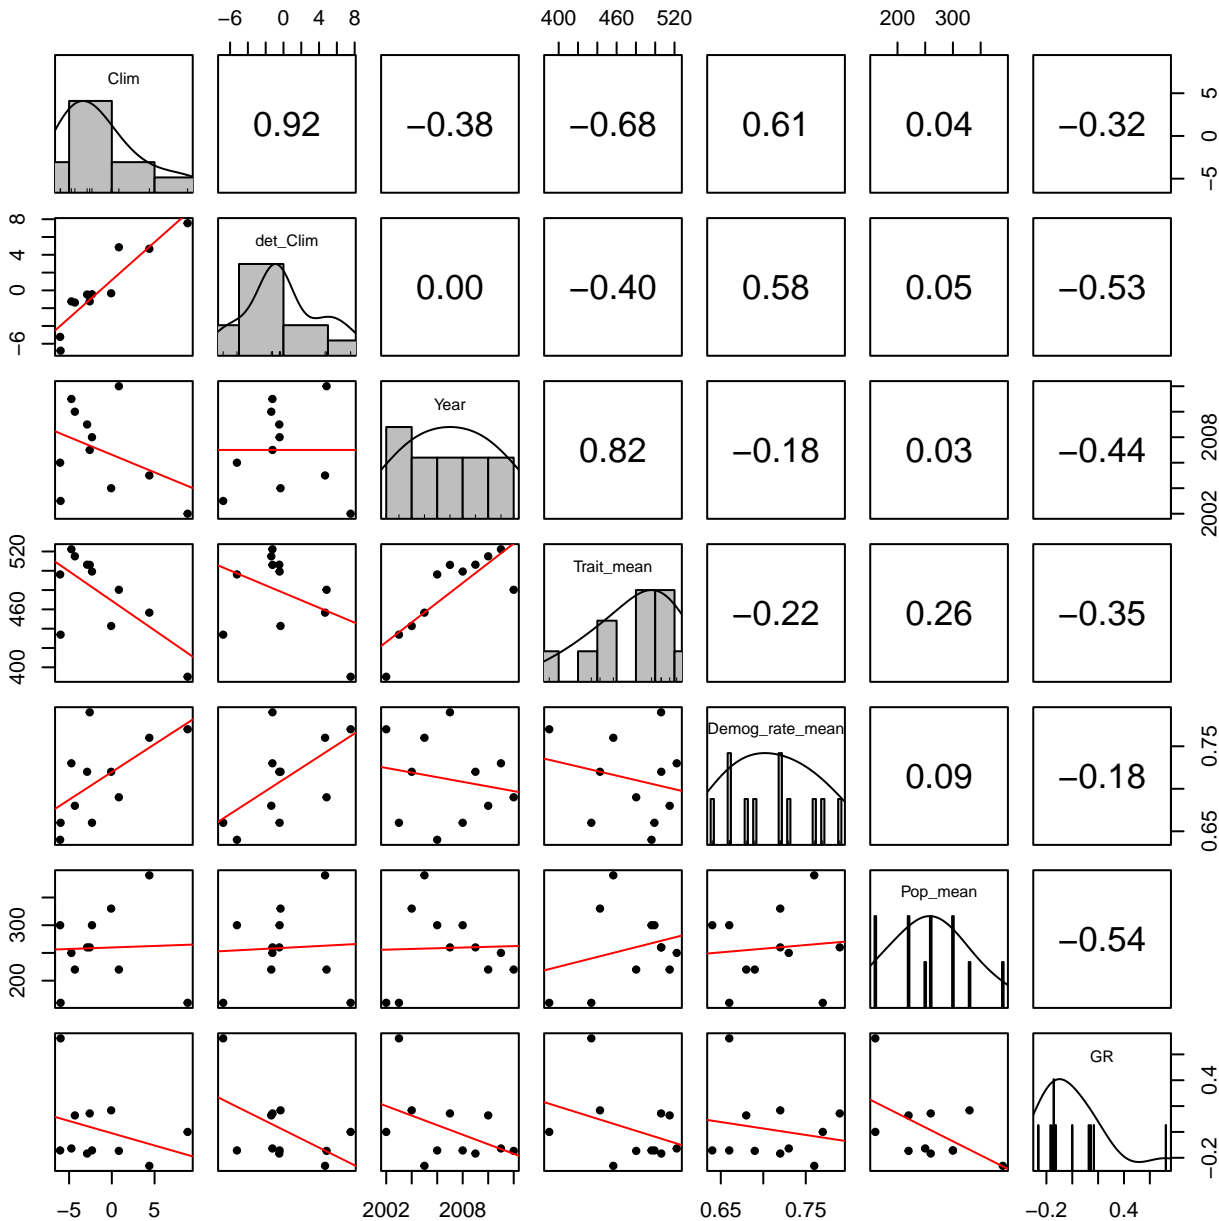 −6 0 4 8 400 460 520 200 300
Clim 0.92 −0.38 −0.68 0.61 0.04 −0.32 −5 0 5
−6 0 4 8 det_Clim 0.00 −0.40 0.58 0.05 −0.53
Year 0.82 −0.18 0.03 −0.44 2002 2008
400 460 520 Trait_mean −0.22 0.26 −0.35
Demog_rate_mean 0.09 −0.18 0.65 0.75
200 300 Pop_mean −0.54
GR −0.2 0.4
−5 0 5 2002 2008 0.65 0.75 −0.2 0.4